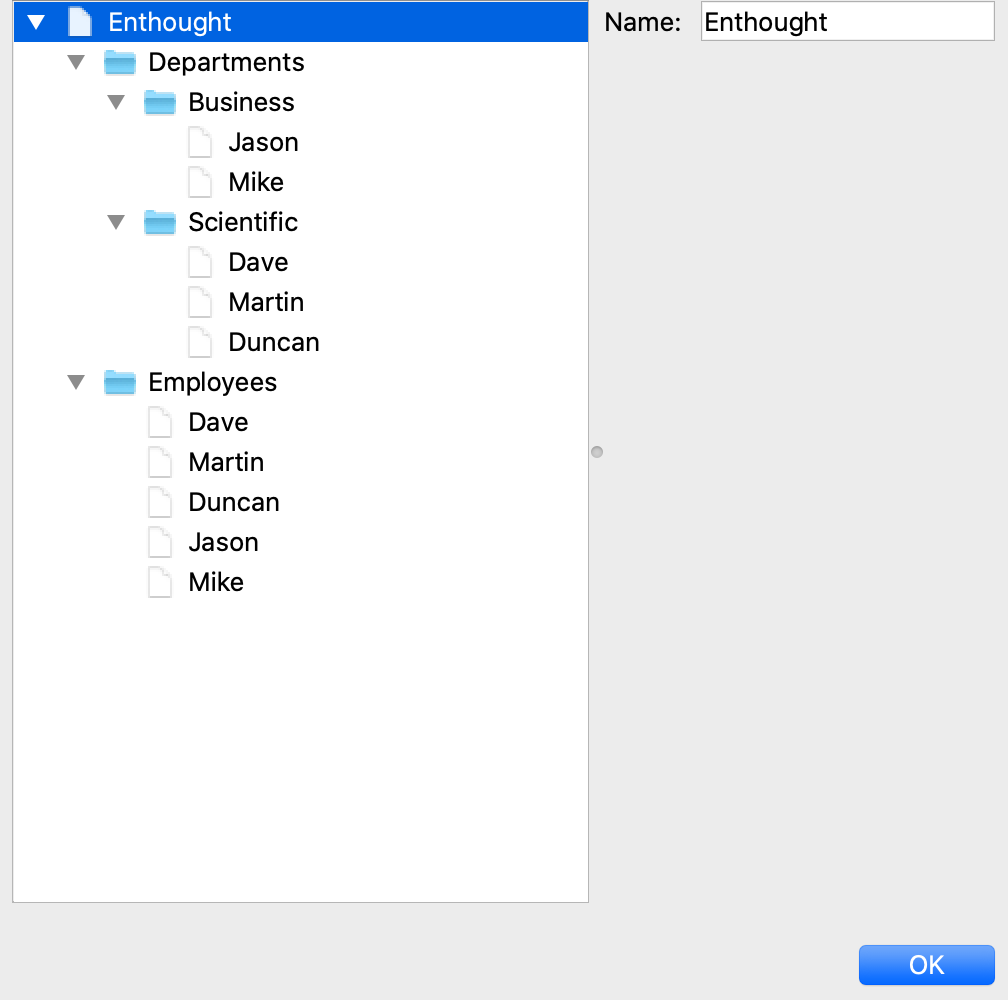 Enthought
Departments
Business
Jason
Mike
Scientific
Dave
Martin
Duncan
Employees
Dave
Martin
Duncan
Jason
Mike
Name: Enthought
OK